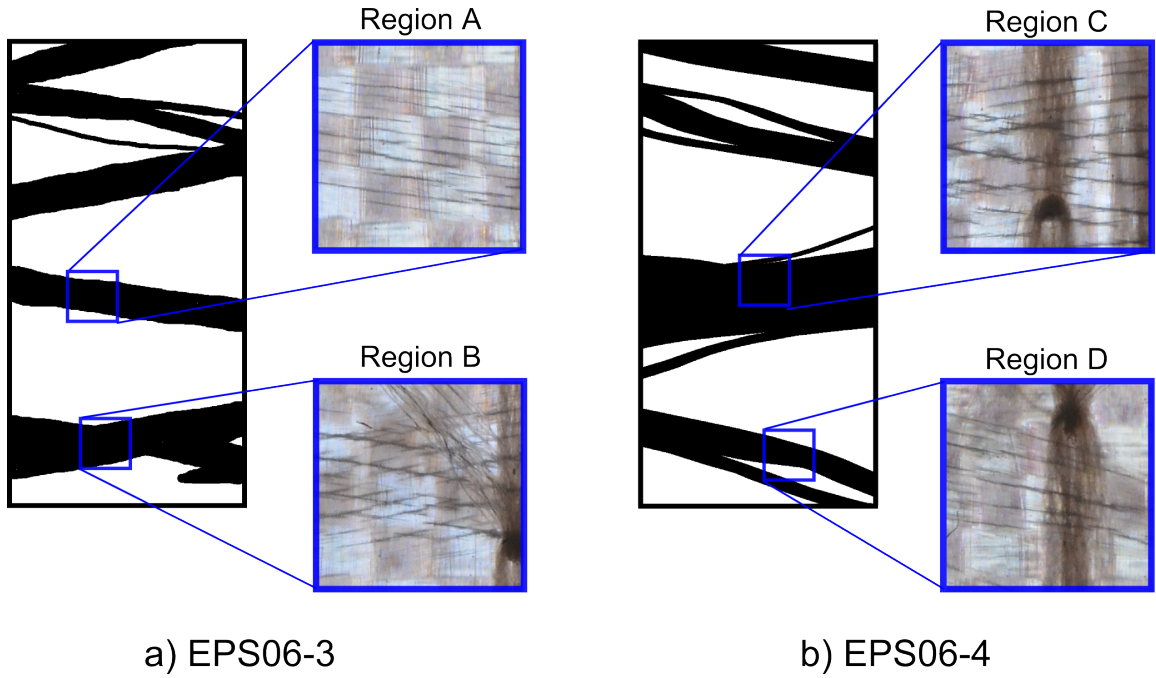 Region A
Region C
Region B
Region D
a) EPS06-3
b) EPS06-4